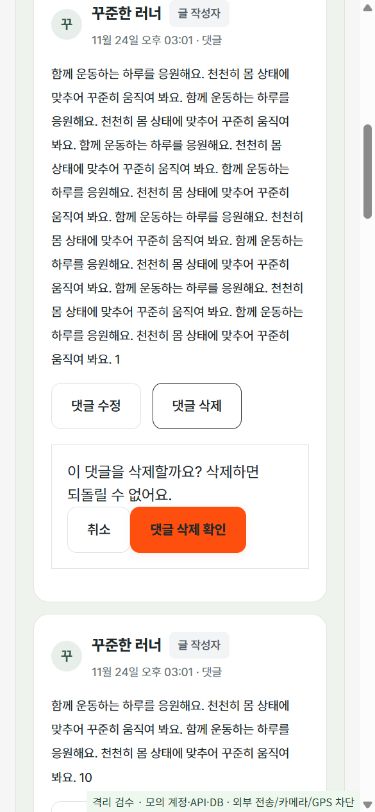 꾸 꾸준한 러너 글 작성자
11월 24일 오후 03:01 · 댓글
함께 운동하는 하루를 응원해요. 천천히 몸 상태에
맞추어 꾸준히 움직여 봐요. 함께 운동하는 하루를
응원해요. 천천히 몸 상태에 맞추어 꾸준히 움직여
봐요. 함께 운동하는 하루를 응원해요. 천천히 몸
상태에 맞추어 꾸준히 움직여 봐요. 함께 운동하는
하루를 응원해요. 천천히 몸 상태에 맞추어 꾸준히
움직여 봐요. 함께 운동하는 하루를 응원해요. 천천히
몸 상태에 맞추어 꾸준히 움직여 봐요. 함께 운동하는
하루를 응원해요. 천천히 몸 상태에 맞추어 꾸준히
움직여 봐요. 함께 운동하는 하루를 응원해요. 천천히
몸 상태에 맞추어 꾸준히 움직여 봐요. 함께 운동하는
하루를 응원해요. 천천히 몸 상태에 맞추어 꾸준히
움직여 봐요. 1
댓글 수정 댓글 삭제
이 댓글을 삭제할까요? 삭제하면
되돌릴 수 없어요.
취소 댓글 삭제 확인
꾸 꾸준한 러너 글 작성자
11월 24일 오후 03:01 · 댓글
함께 운동하는 하루를 응원해요. 천천히 몸 상태에
맞추어 꾸준히 움직여 봐요. 함께 운동하는 하루를
응원해요. 천천히 몸 상태에 맞추어 꾸준히 움직여
봐요. 10
격리 검수 · 모의 계정·API·DB · 외부 전송/카메라/GPS 차단